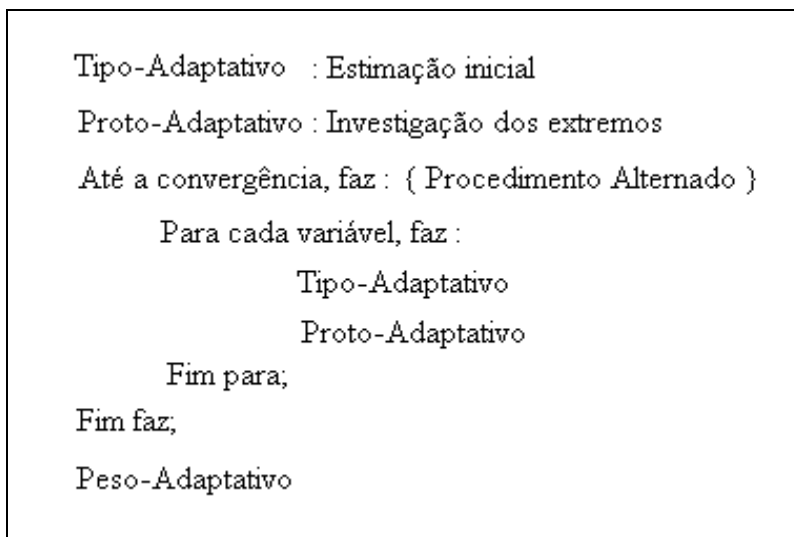 Tipo-Adaptativo : Estimação inicial
Proto-Adaptativo : Investigação dos extremos
Até a convergência, faz : { Procedimento Alternado }
Para cada variável, faz :
Tipo-Adaptativo
Proto-Adaptativo
Fim para;
Fim faz;
Peso-Adaptativo